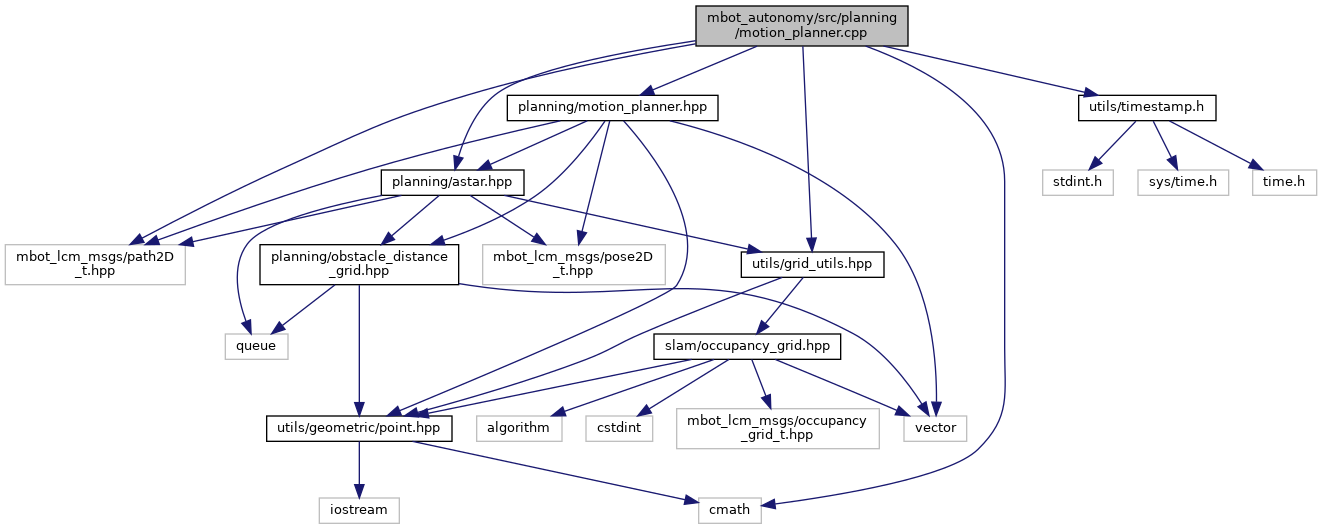 mbot_autonomy/src/planning
/motion_planner.cpp
planning/motion_planner.hpp
utils/timestamp.h
planning/astar.hpp
stdint.h
sys/time.h
time.h
mbot_lcm_msgs/path2D
_t.hpp
planning/obstacle_distance
_grid.hpp
mbot_lcm_msgs/pose2D
_t.hpp
utils/grid_utils.hpp
queue
slam/occupancy_grid.hpp
utils/geometric/point.hpp
algorithm
cstdint
mbot_lcm_msgs/occupancy
_grid_t.hpp
vector
iostream
cmath